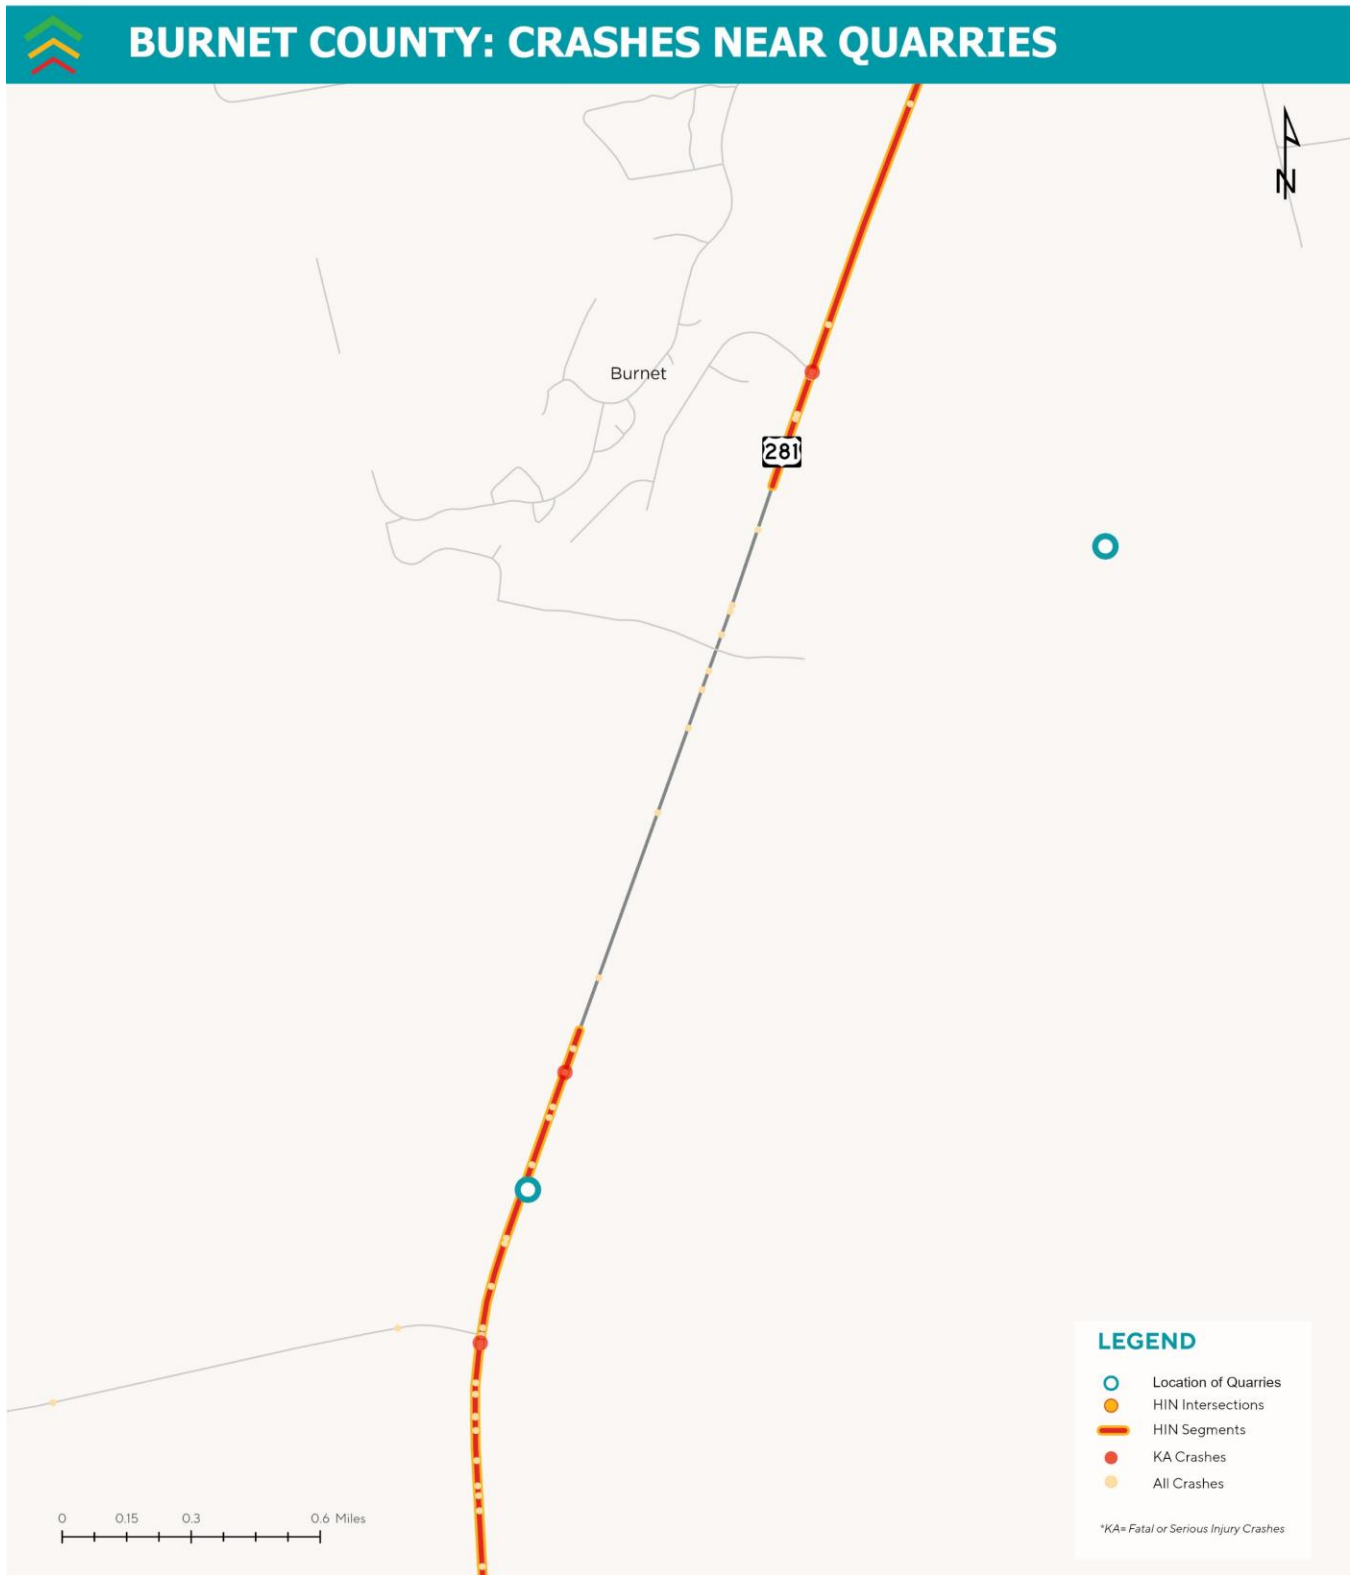 BURNET COUNTY: CRASHES NEAR QUARRIES
N
Burnet
281
LEGEND
Location of Quarries
HIN Intersections
HIN Segments
KA Crashes
All Crashes
*KA= Fatal or Serious Injury Crashes
0 0.15 0.3 0.6 Miles